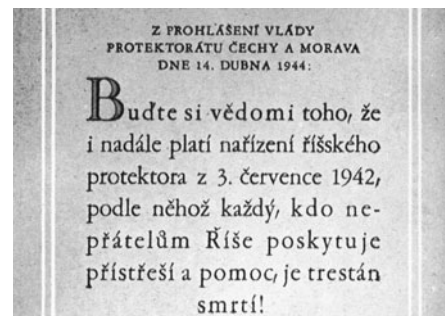 Z PROHLÁŠENÍ VLÁDY
PROTEKTORÁTU ČECHY A MORAVA
DNE 14. DUBNA 1944:
Buďte si vědomi toho, že
i nadále platí nařízení říšského
protektora z 3. července 1942,
podle něhož každý, kdo ne-
přátelům Říše poskytuje
přístřeší a pomoc, je trestán
smrtí!